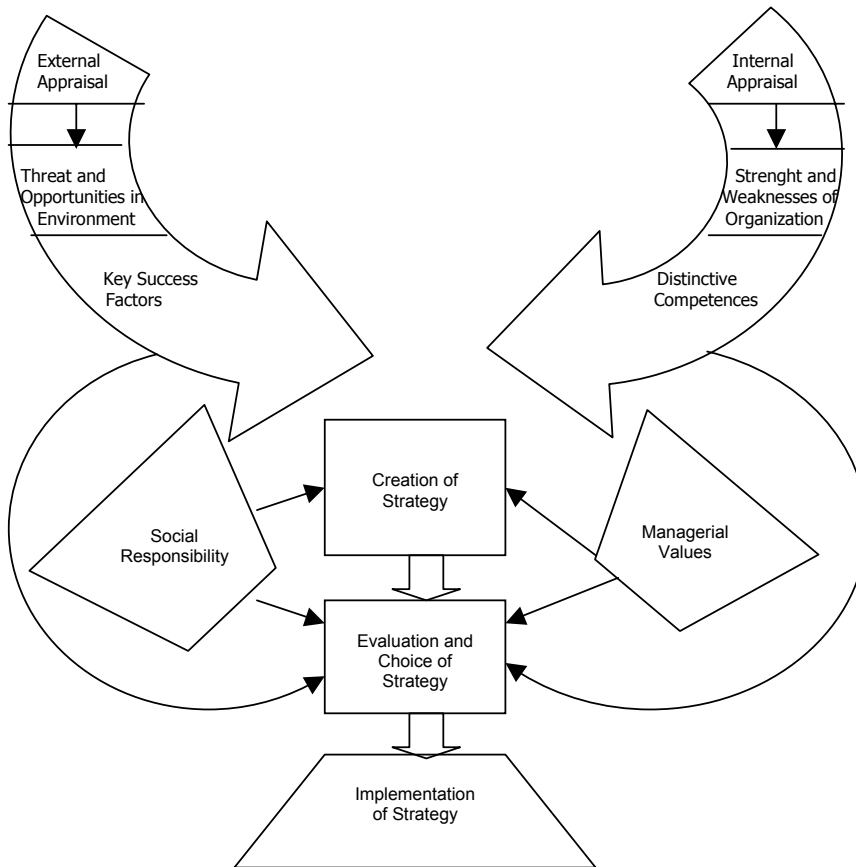 External
Appraisal
Threat and
Opportunities in
Environment
Key Success
Factors
Internal
Appraisal
Strenght and
Weaknesses of
Organization
Distinctive
Competences
Creation of
Strategy
Social
Responsibility
Managerial
Values
Evaluation and
Choice of
Strategy
Implementation
of Strategy